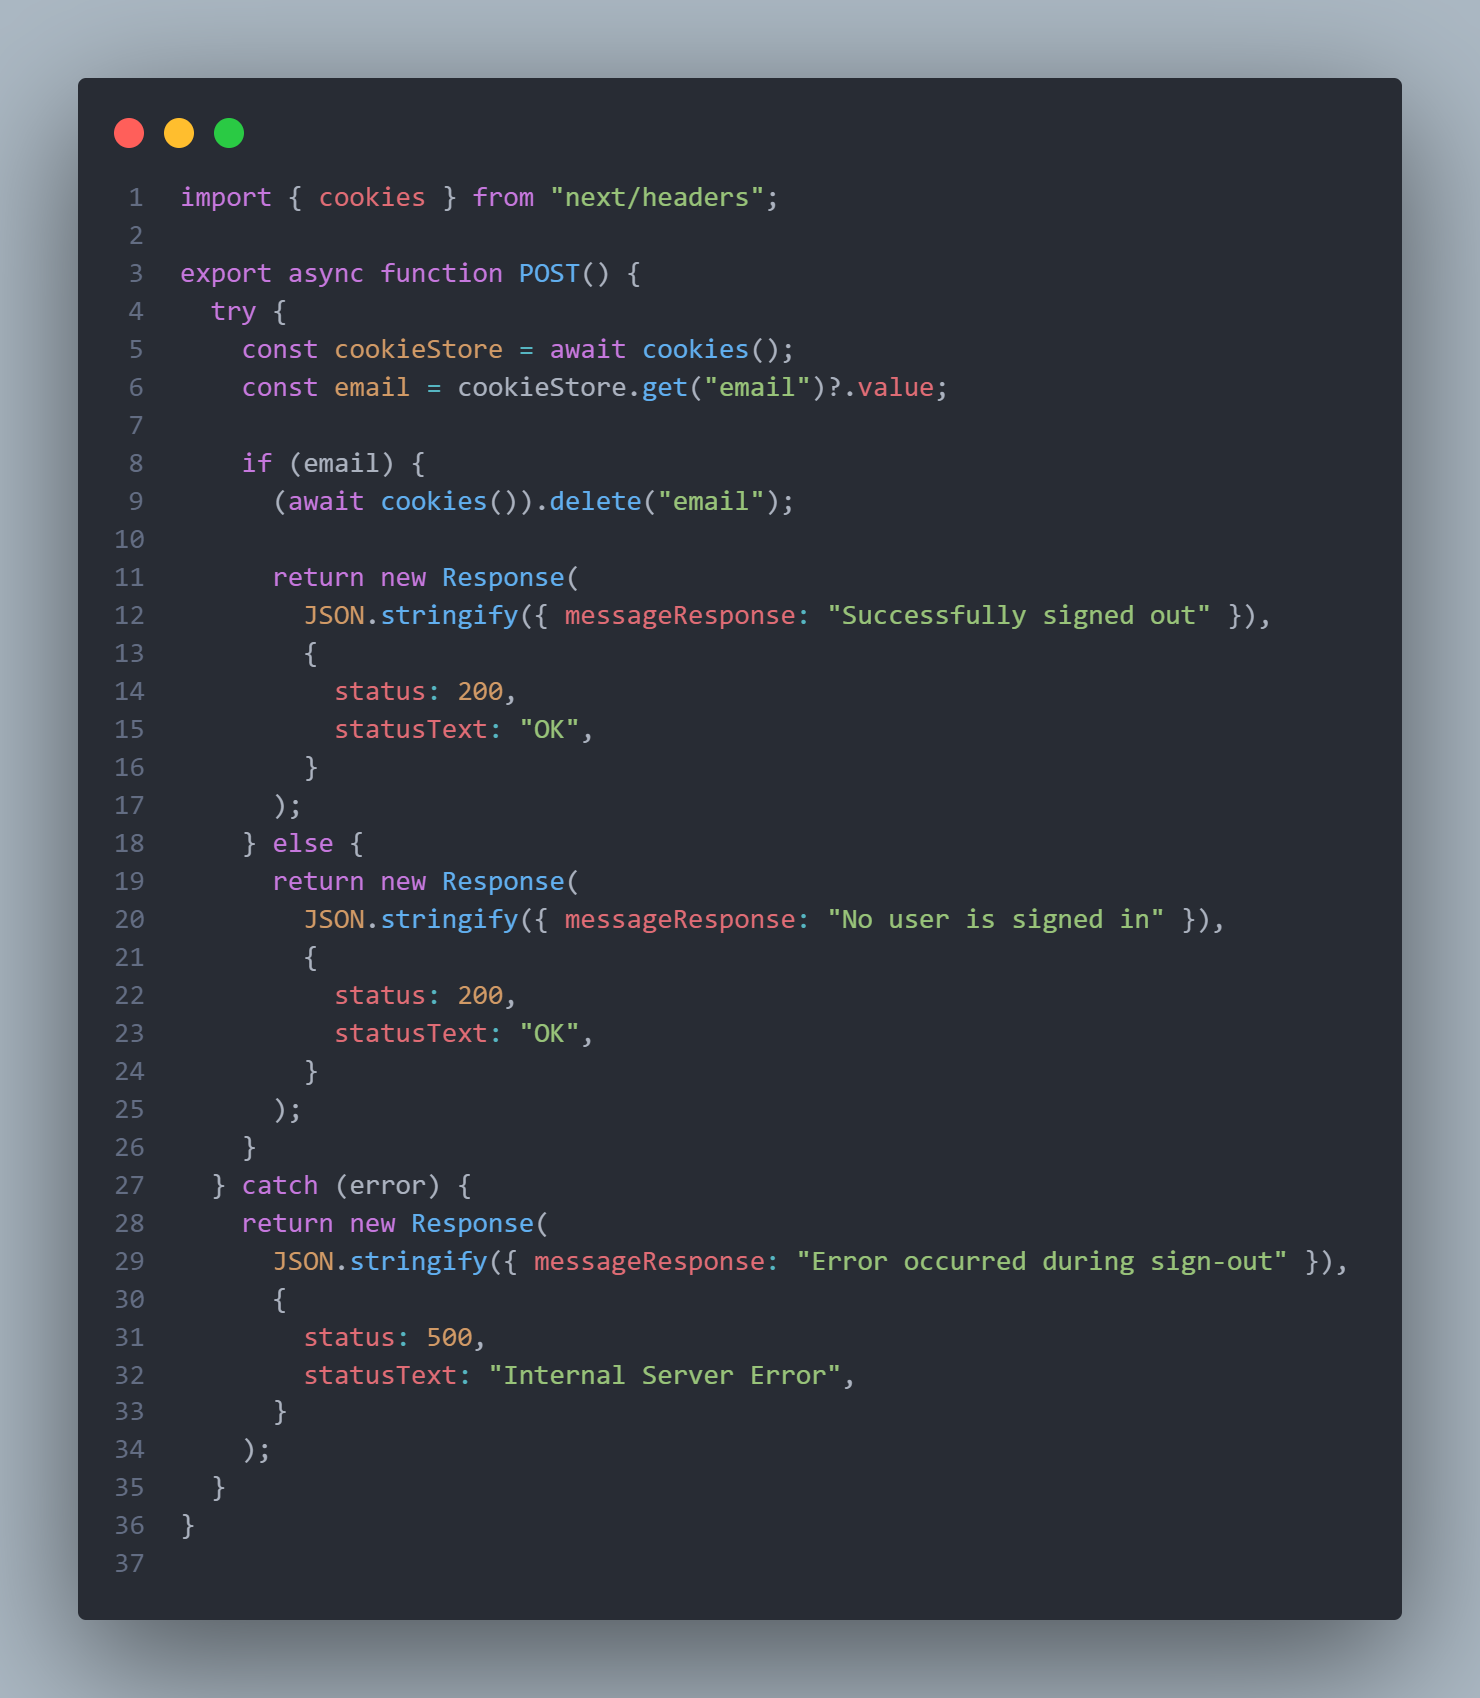 1 import { cookies } from "next/headers";
2
3 export async function POST() {
4   try {
5     const cookieStore = await cookies();
6     const email = cookieStore.get("email")?.value;
7
8     if (email) {
9       (await cookies()).delete("email");
10
11       return new Response(
12         JSON.stringify({ messageResponse: "Successfully signed out" }),
13         {
14           status: 200,
15           statusText: "OK",
16         }
17       );
18     } else {
19       return new Response(
20         JSON.stringify({ messageResponse: "No user is signed in" }),
21         {
22           status: 200,
23           statusText: "OK",
24         }
25       );
26     }
27   } catch (error) {
28     return new Response(
29       JSON.stringify({ messageResponse: "Error occurred during sign-out" }),
30       {
31         status: 500,
32         statusText: "Internal Server Error",
33       }
34     );
35   }
36 }
37